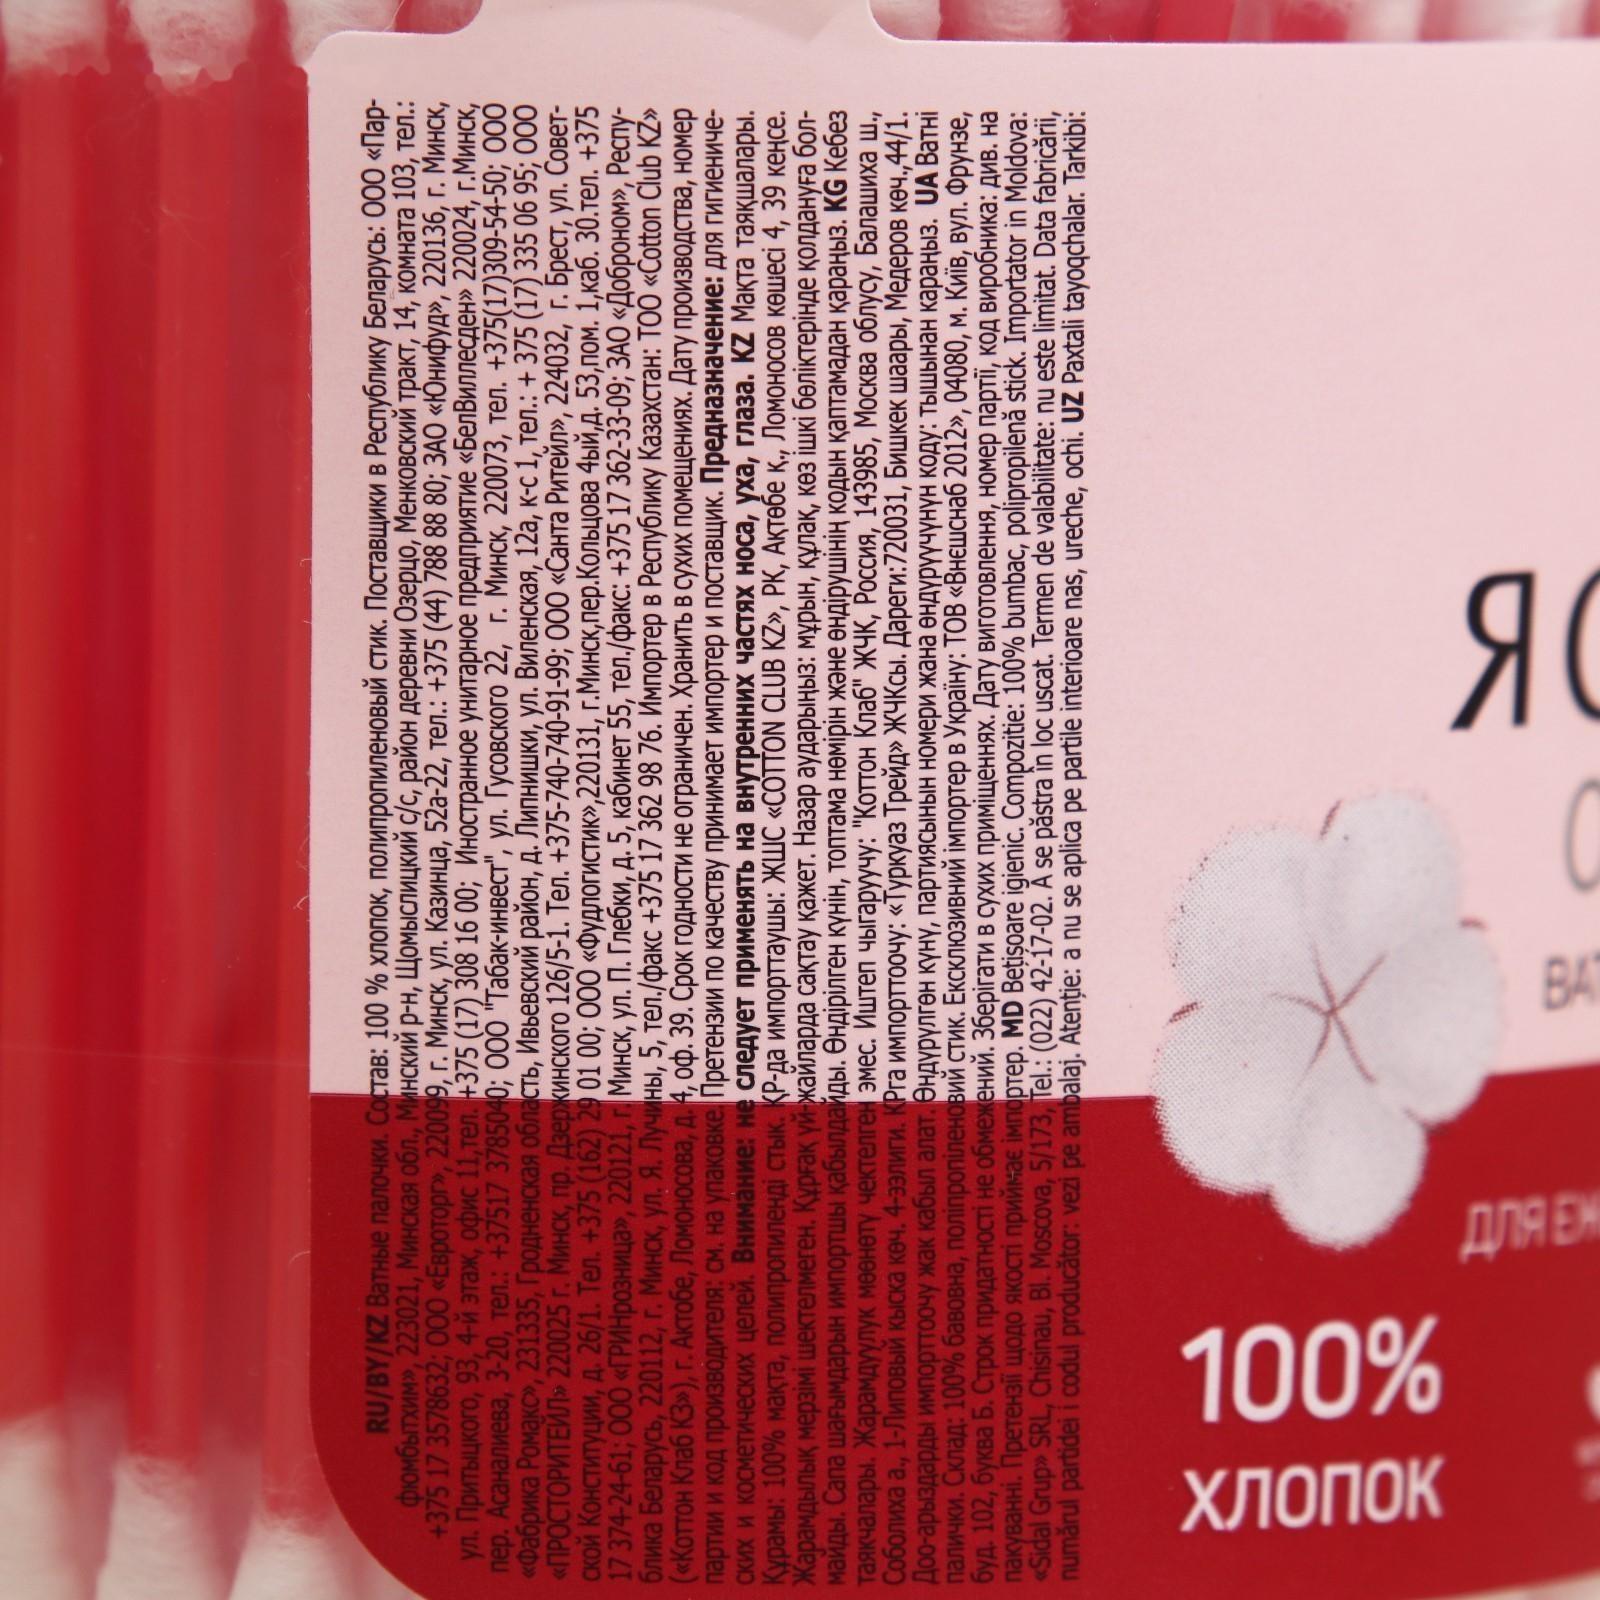 RU/BY/KZ Ватные палочки. Состав: 100 % хлопок, полипропиленовый стик. Поставщики в Республику Беларусь: ООО «Пар-
фюмбытхим», 223021, Минская обл., Минский р-н, Щомыслицкий с/с, район деревни Озерцо, Менковский тракт, 14, комната 103, тел.:
+375 17 3578632; ООО «Евроторг», 220099, г. Минск, ул. Казинца, 52а-22, тел.: +375 (44) 788 88 80; ЗАО «Юнифуд», 220136, г. Минск,
ул. Притыцкого, 93, 4-й этаж, офис 11,тел. +375 (17) 308 16 00; Иностранное унитарное предприятие «БелВиллесден» 220024, г.Минск,
пер. Асаналиева, 3-20, тел.: +37517 3785040; ООО "Табак-инвест", ул. Гусовского 22, г. Минск, 220073, тел. +375(17)309-54-50; ООО
«Фабрика Ромакс», 231335, Гродненская область, Ивьевский район, д. Липнишки, ул. Виленская, 12а, к-с 1, тел.: + 375 (17) 335 06 95; ООО
«ПРОСТОРИТЕЙЛ» 220025 г. Минск, пр. Дзержинского 126/5-1. Тел. +375-740-740-91-99; ООО «Санта Ритейл», 224032, г. Брест, ул. Совет-
ской Конституции, д. 26/1. Тел. +375 (162) 29 01 00; ООО «Фудлогистик»,220131, г.Минск,пер.Кольцова 4ый,д. 53,пом. 1,каб. 30.тел. +375
17 374-24-61; ООО «ГРИНрозница», 220121, г. Минск, ул. П. Глебки, д. 5, кабинет 55, тел./факс: +375 17 362-33-09; ЗАО «Доброном», Респу-
блика Беларусь, 220112, г. Минск, ул. Я. Лучины, 5, тел./факс +375 17 362 98 76. Импортер в Республику Казахстан: ТОО «Cotton Club KZ»
(«Коттон Клаб КЗ»), г. Актобе, Ломоносова, д. 4, оф. 39. Срок годности не ограничен. Хранить в сухих помещениях. Дату производства, номер
партии и код производителя: см. на упаковке. Претензии по качеству принимает импортер и поставщик. Предназначение: для гигиениче-
ских и косметических целей. Внимание: не следует применять на внутренних частях носа, уха, глаза. KZ Мақта таяқшалары.
Құрамы: 100% мақта, полипропиленді стык. ҚР-да импорттаушы: ЖШС «COTTON CLUB KZ», РК, Ақтөбе қ., Ломоносов көшесі 4, 39 кеңсе.
Жарамдылық мерзімі шектелмеген. Құрғақ үй-жайларда сақтау қажет. Назар аударыңыз: мұрын, құлақ, көз ішкі бөліктерінде қолдануға бол-
майды. Сапа шағымдарын импортшы қабылдайды. Өндірілген күнін, топтама нөмірін және өндірушінің кодын қаптамадан қараңыз. KG Кебез
таякчалары. Жарамдуулук мөөнөтү чектелген эмес. Иштеп чыгаруучу: "Коттон Клаб" ЖЧК, Россия, 143985, Москва облусу, Балашиха ш.,
Соболиха а., 1-Липовый кыска көч. 4-ээлити. КРга импорттоочу: «Туркуаз Трейд» ЖЧКсы. Дареги:720031, Бишкек шаары, Медеров көч.,44/1.
Доо-арыздарды импорттоочу жак кабыл алат. Өндүрүлгөн күнү, партиясынын номери жана өндүрүүчүнүн коду: тышынан караңыз. UA Ватні
палички. Склад: 100% бавовна, поліпропіленовий стик. Ексклюзивний імпортер в Україну: ТОВ «Внєшснаб 2012», 04080, м. Київ, вул. Фрунзе,
буд. 102, буква Б. Строк придатності не обмежений. Зберігати в сухих приміщеннях. Дату виготовлення, номер партії, код виробника: див. на
пакуванні. Претензії щодо якості приймає імпортер. MD Bețișoare igienic. Compozitie: 100% bumbac, polipropilenă stick. Importator in Moldova:
«Sidal Grup» SRL, Chisinau, Bl. Moscova, 5/173, Tel.: (022) 42-17-02. A se păstra în loc uscat. Termen de valabilitate: nu este limitat. Data fabricării,
numărul partidei i codul producător: vezi pe ambalaj. Atenție: a nu se aplica pe partile interioare nas, ureche, ochi. UZ Paxtali tayoqchalar. Tarkibi:
100%
ХЛОПОК